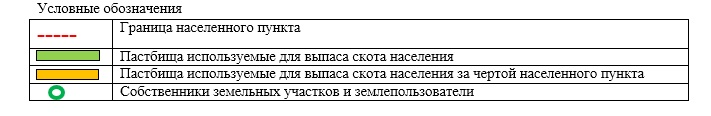 Условные обозначения
Граница населенного пункта
Пастбища используемые для выпаса скота населения
Пастбища используемые для выпаса скота населения за чертой населенного пункта
Собственники земельных участков и землепользователи